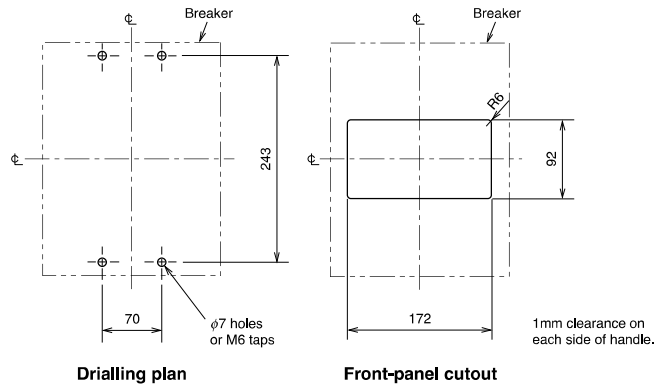 ℄
Breaker
℄
243
70
φ7 holes
or M6 taps
Drialling plan
℄
Breaker
R6
92
172
1mm clearance on
each side of handle.
Front-panel cutout